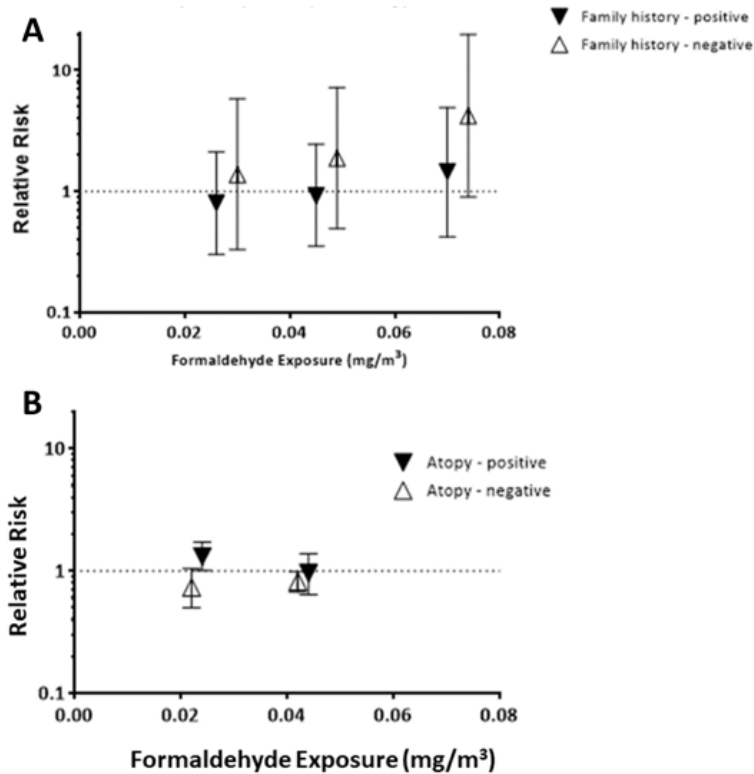 A
Family history - positive
Family history - negative
10
1
0.1
Relative Risk
0.00 0.02 0.04 0.06 0.08
Formaldehyde Exposure (mg/m³)
B
Atopy - positive
Atopy - negative
10
1
0.1
Relative Risk
0.00 0.02 0.04 0.06 0.08
Formaldehyde Exposure (mg/m³)